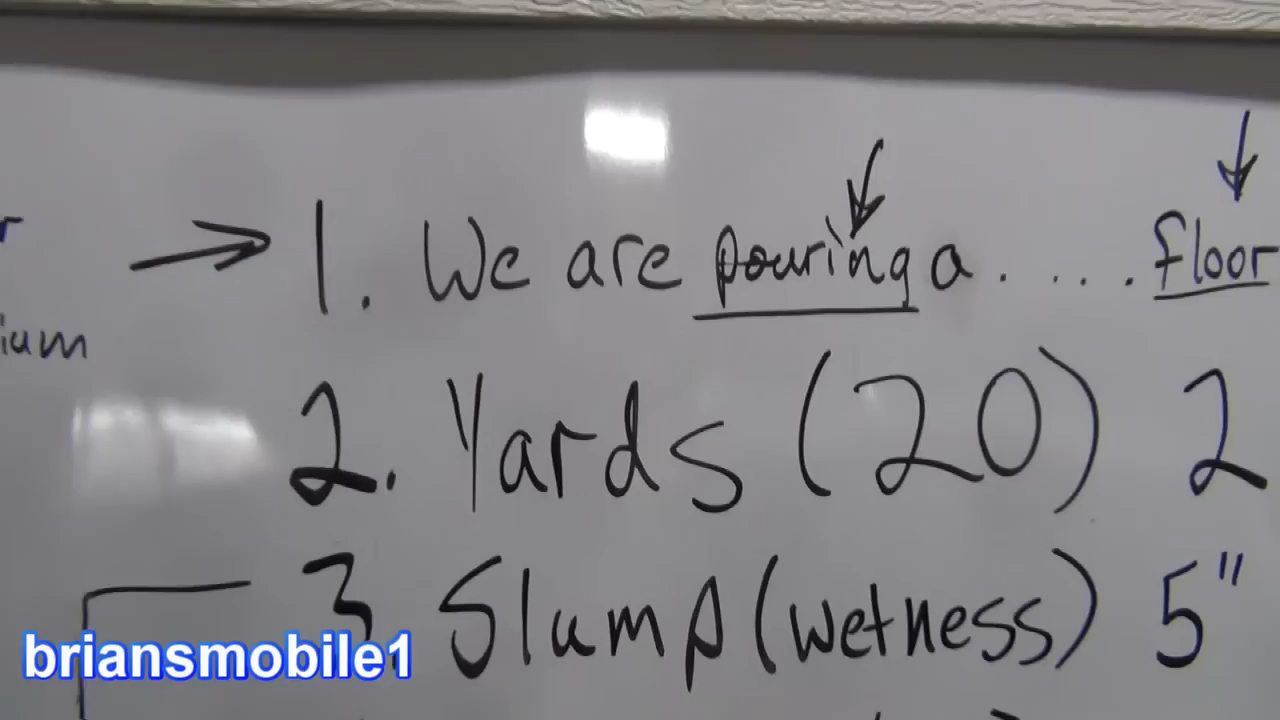 1. We are pouring a ..... floor
2. Yards (20) 2
3 Slump (wetness) 5"
briansmobile1